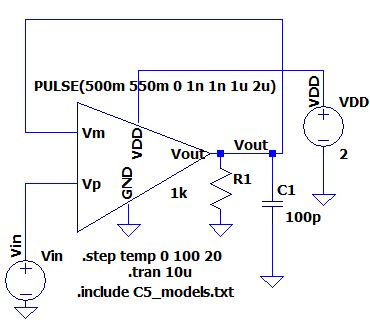 PULSE(500m 550m 0 1n 1n 1u 2u)
VDD
VDD
Vm
VDD
Vout
Vout
2
Vp
GND
R1
1k
C1
100p
Vin
Vin
.step temp 0 100 20
.tran 10u
.include C5_models.txt